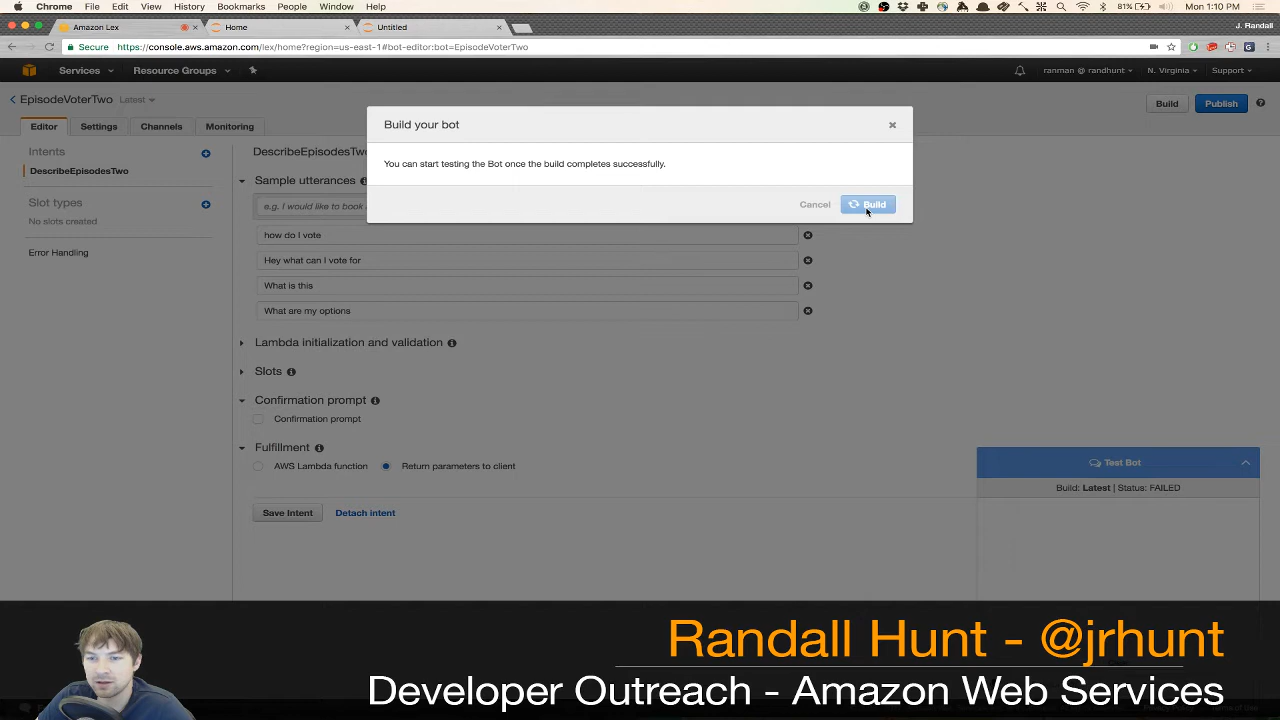 Chrome File Edit View History Bookmarks People Window Help 81% Mon 1:10 PM
Amazon Lex Home Untitled J. Randall
Secure https://console.aws.amazon.com/lex/home?region=us-east-1#bot-editor:bot=EpisodeVoterTwo
Services Resource Groups ranman @ randhunt N. Virginia Support
EpisodeVoterTwo Latest Build Publish
Editor Settings Channels Monitoring
Build your bot
You can start testing the Bot once the build completes successfully.
Cancel Build
Intents
DescribeEpisodesTwo
Slot types
No slots created
Error Handling
DescribeEpisodesTwo
Sample utterances
e.g. I would like to book
how do I vote
Hey what can I vote for
What is this
What are my options
Lambda initialization and validation
Slots
Confirmation prompt
Confirmation prompt
Fulfillment
AWS Lambda function Return parameters to client
Save Intent Detach intent
Test Bot
Build: Latest | Status: FAILED
Randall Hunt - @jrhunt
Developer Outreach - Amazon Web Services